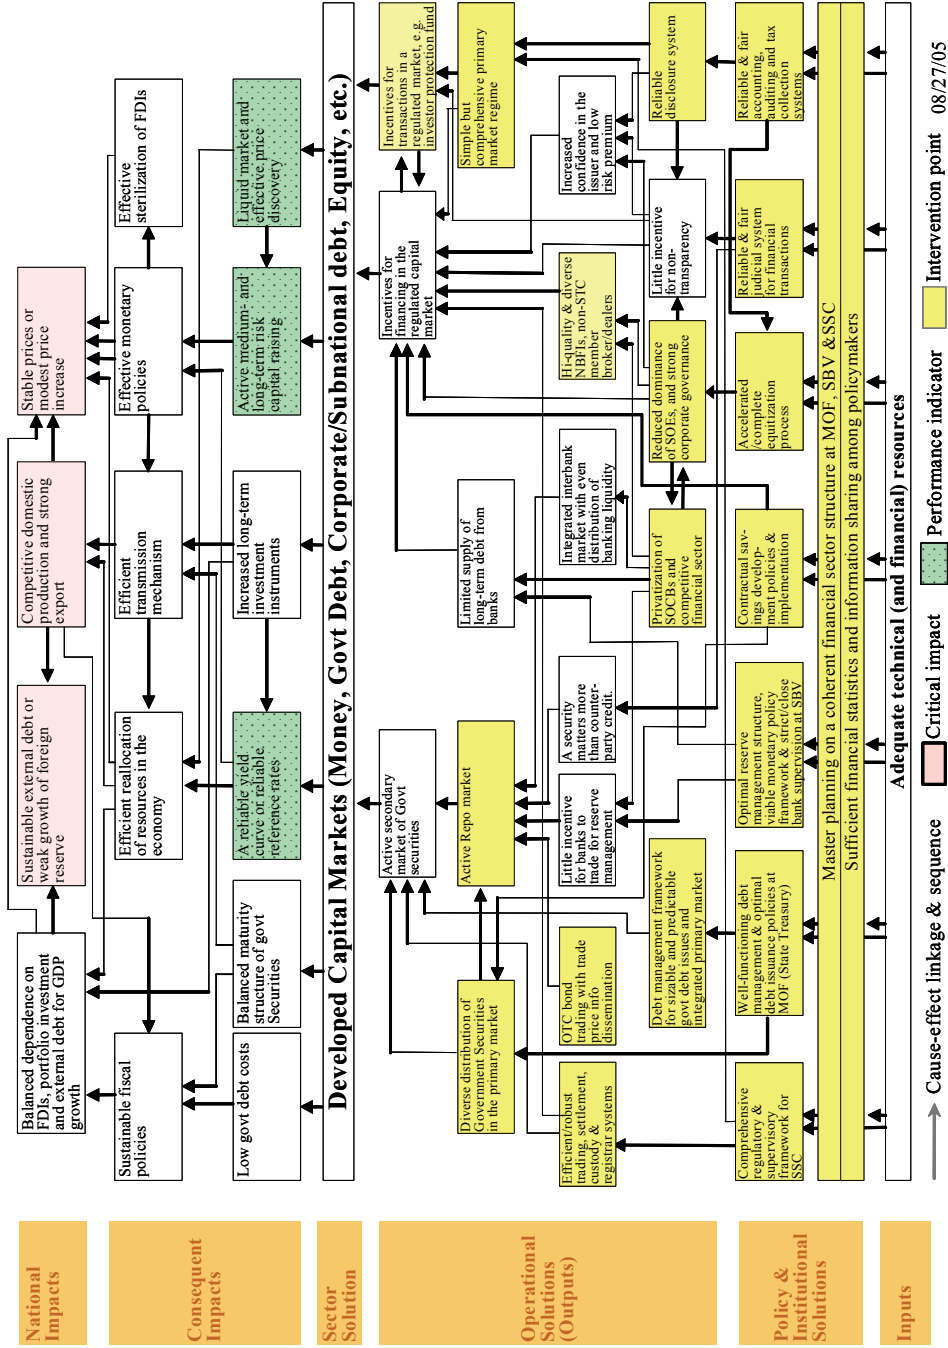 National
Impacts
Balanced dependence on
FDIs, portfolio investment
and external debt for GDP
growth
Sustainable external debt or
weak growth of foreign
reserve
Competitive domestic
production and strong
export
Stable prices or
modest price
increase
Consequent
Impacts
Sustainable fiscal
policies
Efficient reallocation
of resources in the
economy
Efficient
transmission
mechanism
Effective monetary
policies
Effective
sterilization of FDIs
Low govt debt costs
Balanced maturity
structure of govt
Securities
A reliable yield
curve or reliable
reference rates
Increased long-term
investment
instruments
Active medium- and
long-term risk
capital raising
Liquid market and
effective price
discovery
Sector
Solution
Developed Capital Markets (Money, Govt Debt, Corporate/Subnational debt, Equity, etc.)
Operational
Solutions
(Outputs)
Active secondary
market of Govt
securities
Incentives for
financing in the
regulated capital
market
Incentives for
transactions in a
regulated market, e.g.
investor protection fund
Diverse distribution of
Government Securities
in the primary market
Active Repo market
Limited supply of
long-term debt from
banks
Simple but
comprehensive primary
market regime
Efficient/robust
trading, settlement,
custody &
registrar systems
OTC bond
trading with trade
price info
dissemination
Little incentive
for banks to
trade for reserve
management
A security
matters more
than counter-
party credit.
Integrated interbank
market with even
distribution of
banking liquidity
Hi-quality & diverse
NBFIs, non-STC
member
broker/dealers
Increased
confidence in the
issuer and low
risk premium
Debt management framework
for sizable and predictable
govt debt issues and
integrated primary market
Privatization of
SOCBs and
competitive
financial sector
Reduced dominance
of SOEs, and strong
corporate governance
Little incentive
for non-
transparency
Reliable
disclosure system
Policy &
Institutional
Solutions
Comprehensive
regulatory &
supervisory
framework for
SSC
Well-functioning debt
management & optimal
debt issuance policies at
MOF (State Treasury)
Optimal reserve
management structure,
viable monetary policy
framework & strict/close
bank supervision at SBV
Contractual sav-
ings develop-
ment policies &
implementation
Accelerated
/complete
equitization
process
Reliable & fair
judicial system
for financial
transactions
Reliable & fair
accounting,
auditing and tax
collection
systems
Master planning on a coherent financial sector structure at MOF, SBV &SSC
Sufficient financial statistics and information sharing among policymakers
Inputs
Adequate technical (and financial) resources
Cause-effect linkage & sequence
Critical impact
Performance indicator
Intervention point
08/27/05